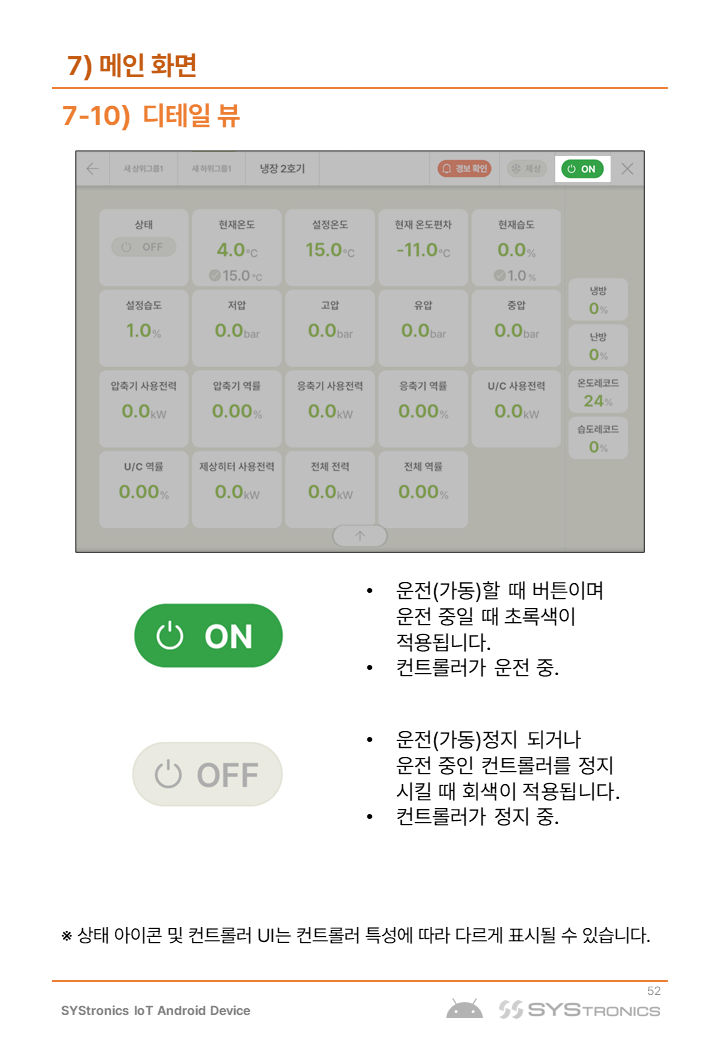 7) 메인 화면
7-10) 디테일 뷰
새 상위그룹1 새 하위그룹1 냉장 2호기 경보 확인 제상 ON
상태 현재온도 설정온도 현재 온도편차 현재습도
OFF 4.0°C 15.0°C -11.0°C 0.0%
15.0°C 1.0%
냉방
0%
설정습도 저압 고압 유압 중압
1.0% 0.0bar 0.0bar 0.0bar 0.0bar
난방
0%
압축기 사용전력 압축기 역률 응축기 사용전력 응축기 역률 U/C 사용전력
0.0kW 0.00% 0.0kW 0.00% 0.0kW
온도레코드
24%
습도레코드
0%
U/C 역률 제상히터 사용전력 전체 전력 전체 역률
0.00% 0.0kW 0.0kW 0.00%
ON
• 운전(가동)할 때 버튼이며
운전 중일 때 초록색이
적용됩니다.
• 컨트롤러가 운전 중.
OFF
• 운전(가동)정지 되거나
운전 중인 컨트롤러를 정지
시킬 때 회색이 적용됩니다.
• 컨트롤러가 정지 중.
※ 상태 아이콘 및 컨트롤러 UI는 컨트롤러 특성에 따라 다르게 표시될 수 있습니다.
52
SYStronics IoT Android Device
SYSTRONICS